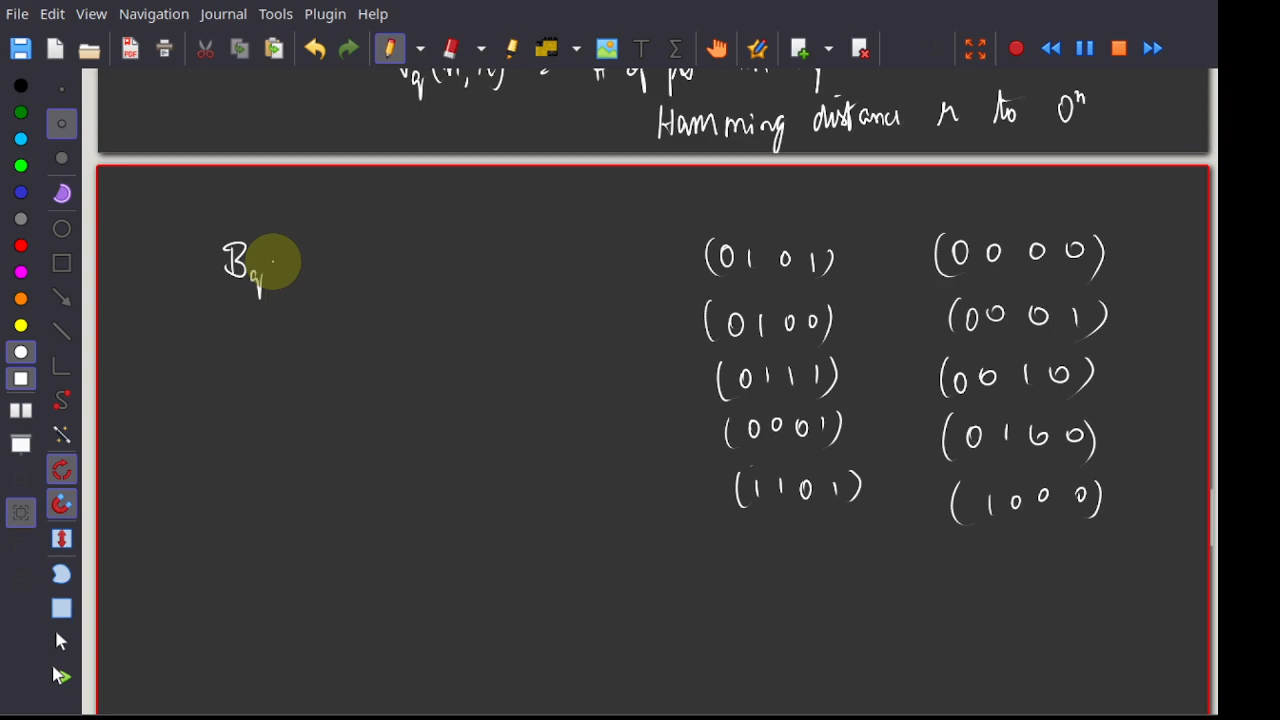 File Edit View Navigation Journal Tools Plugin Help
Hamming distance r to 0ⁿ
B_q
(0 1 0 1) (0 0 0 0)
(0 1 0 0) (0 0 0 1)
(0 1 1 1) (0 0 1 0)
(0 0 0 1) (0 1 0 0)
(1 1 0 1) (1 0 0 0)